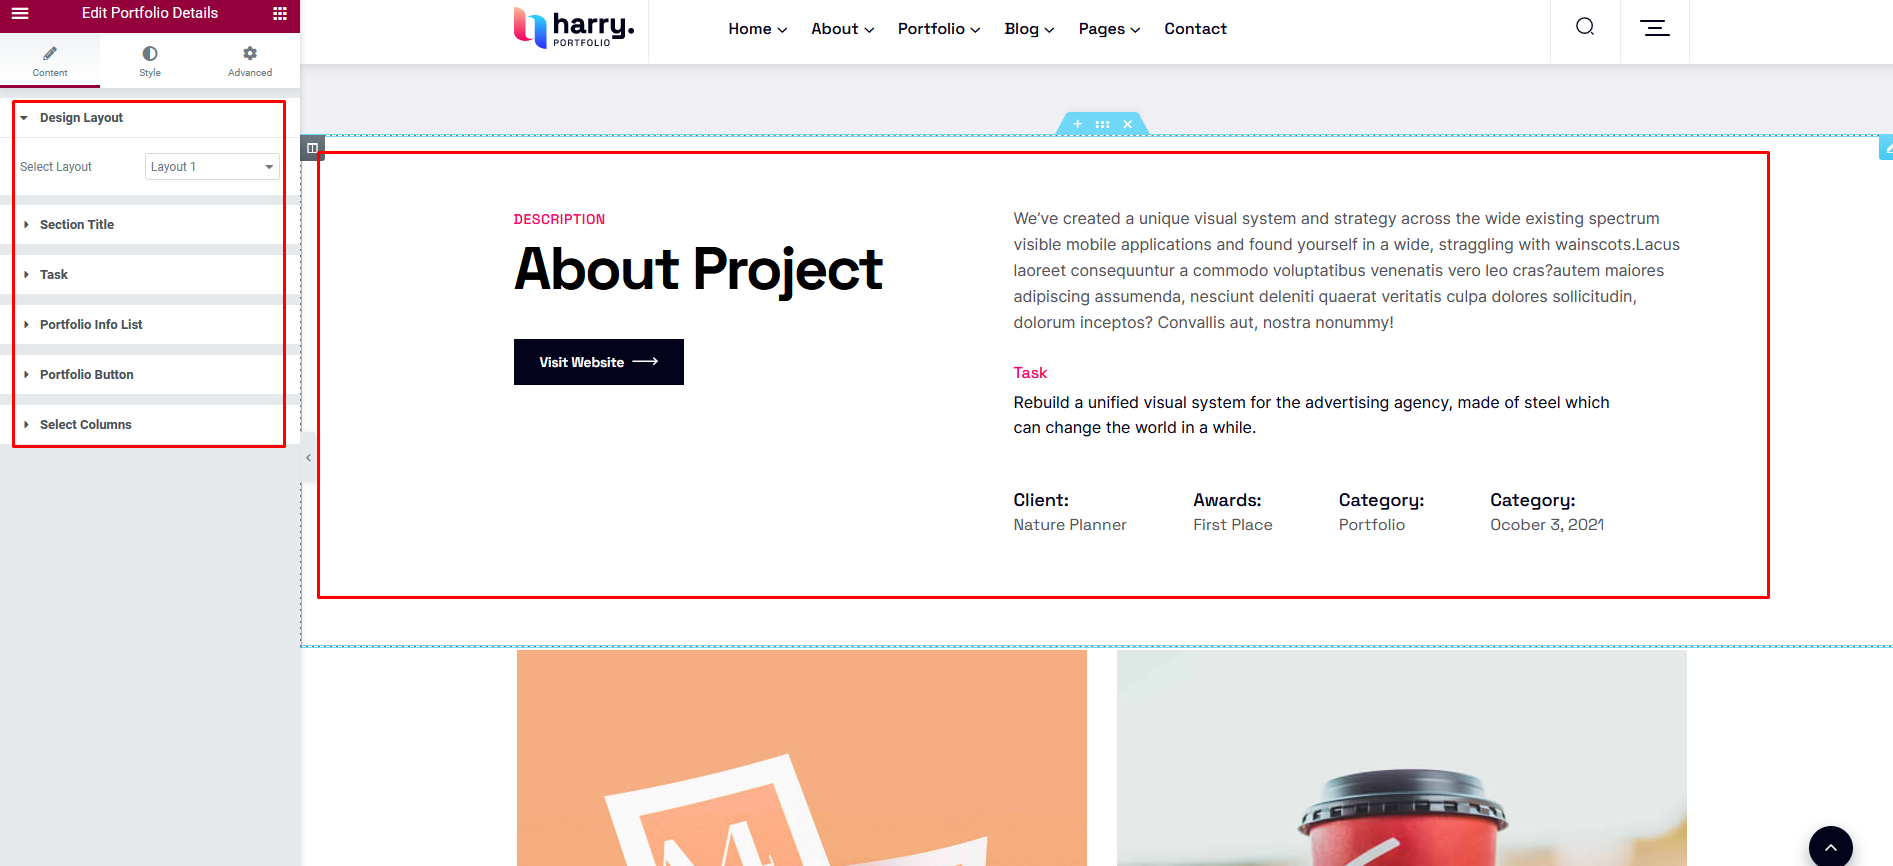 Edit Portfolio Details
Content
Style
Advanced
Design Layout
Select Layout
Layout 1
Section Title
Task
Portfolio Info List
Portfolio Button
Select Columns
harry.
PORTFOLIO
Home
About
Portfolio
Blog
Pages
Contact
DESCRIPTION
About Project
Visit Website
We’ve created a unique visual system and strategy across the wide existing spectrum
visible mobile applications and found yourself in a wide, straggling with wainscots.Lacus
laoreet consequuntur a commodo voluptatibus venenatis vero leo cras?autem maiores
adipiscing assumenda, nesciunt deleniti quaerat veritatis culpa dolores sollicitudin,
dolorum inceptos? Convallis aut, nostra nonummy!
Task
Rebuild a unified visual system for the advertising agency, made of steel which
can change the world in a while.
Client:
Nature Planner
Awards:
First Place
Category:
Portfolio
Category:
Ocober 3, 2021
M